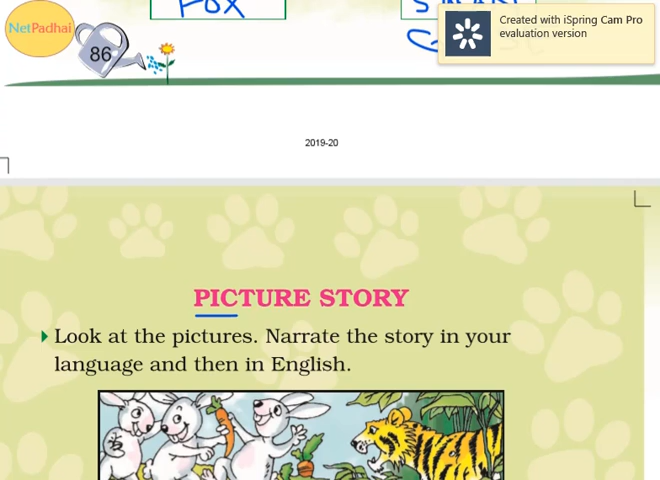 Fox
NetPadhai
86
Created with iSpring Cam Pro
evaluation version
2019-20
PICTURE STORY
Look at the pictures. Narrate the story in your
language and then in English.